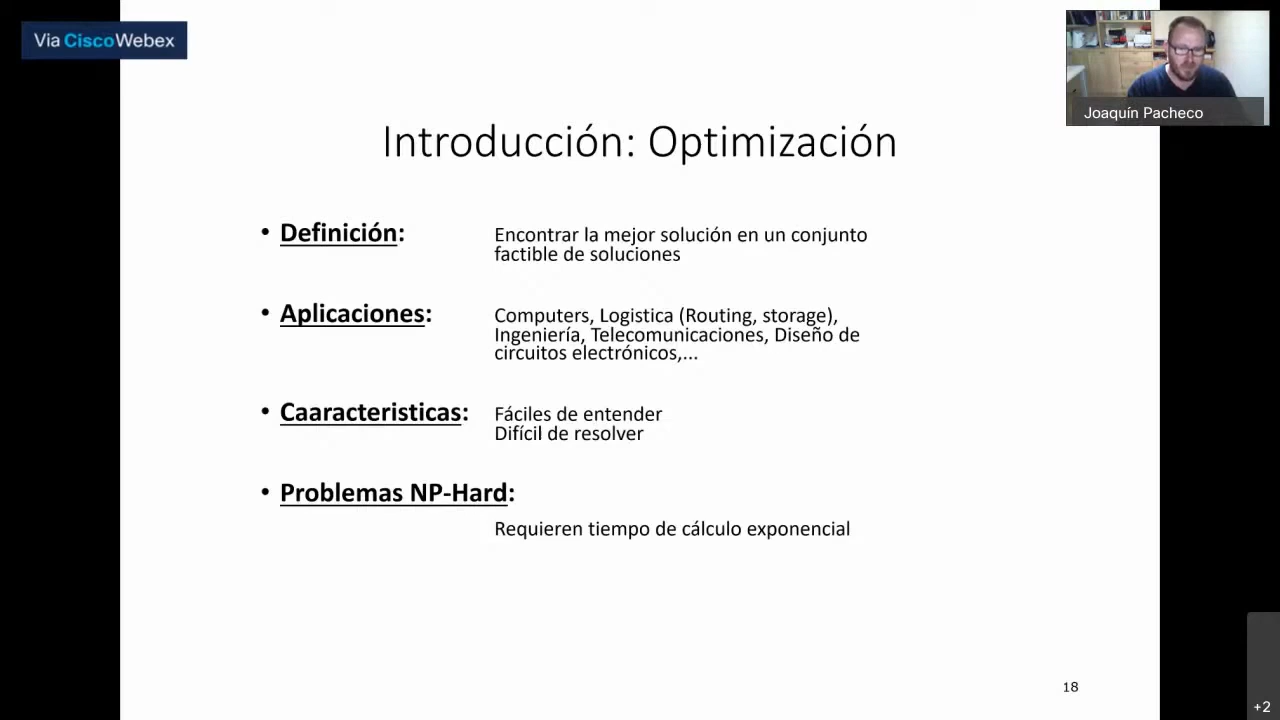 Via CiscoWebex
Joaquín Pacheco
Introducción: Optimización
• Definición: Encontrar la mejor solución en un conjunto
factible de soluciones
• Aplicaciones: Computers, Logistica (Routing, storage),
Ingeniería, Telecomunicaciones, Diseño de
circuitos electrónicos,...
• Caaracteristicas: Fáciles de entender
Difícil de resolver
• Problemas NP-Hard:
Requieren tiempo de cálculo exponencial
18
+2